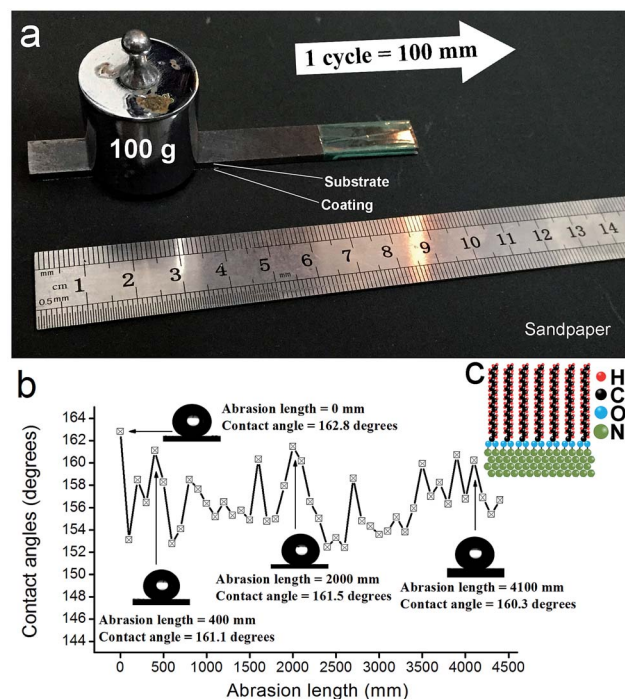 a
1 cycle = 100 mm
100 g
Substrate
Coating
mm
cm 1 2 3 4 5 mm 6 7 8 9 10 11 12 13 14
0.5mm
Sandpaper
b
C
H
C
O
N
Contact angles (degrees)
164
162
160
158
156
154
152
150
148
146
144
Abrasion length = 0 mm
Contact angle = 162.8 degrees
Abrasion length = 2000 mm
Contact angle = 161.5 degrees
Abrasion length = 4100 mm
Contact angle = 160.3 degrees
Abrasion length = 400 mm
Contact angle = 161.1 degrees
0 500 1000 1500 2000 2500 3000 3500 4000 4500
Abrasion length (mm)